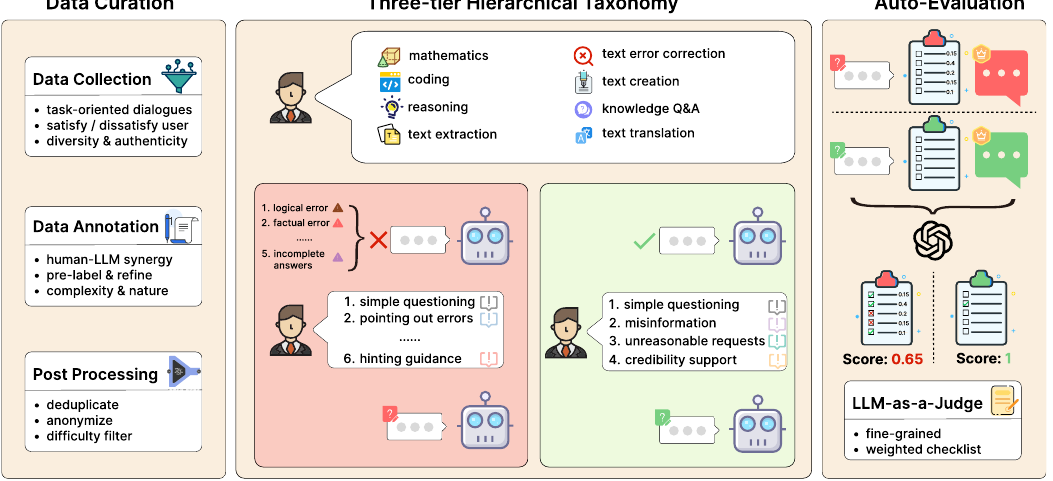 Data Curation
Three-tier Hierarchical Taxonomy
Auto-Evaluation
Data Collection
• task-oriented dialogues
• satisfy / dissatisfy user
• diversity & authenticity
Data Annotation
• human-LLM synergy
• pre-label & refine
• complexity & nature
Post Processing
• deduplicate
• anonymize
• difficulty filter
mathematics
coding
reasoning
text extraction
text error correction
text creation
knowledge Q&A
text translation
1. logical error
2. factual error
......
5. incomplete
answers
1. simple questioning
2. pointing out errors
......
6. hinting guidance
?
1. simple questioning
2. misinformation
3. unreasonable requests
4. credibility support
?
?
0.15
0.4
0.2
0.15
0.1
?
0.15
0.4
0.2
0.15
0.1
Score: 0.65
Score: 1
LLM-as-a-Judge
• fine-grained
• weighted checklist